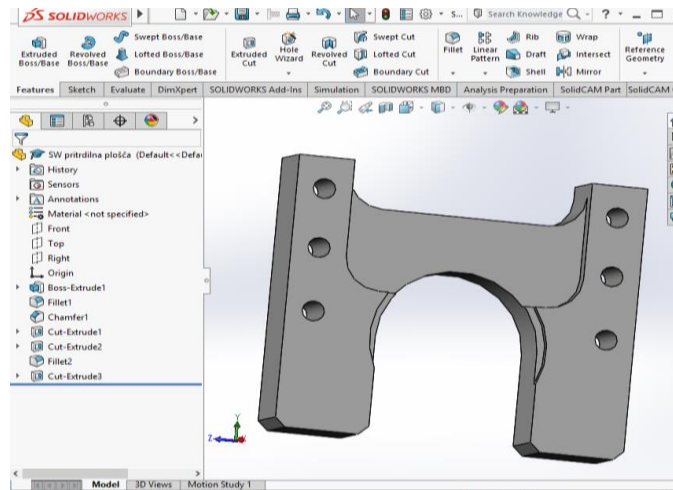 SOLIDWORKS
S...
Search Knowledge
?
Extruded Boss/Base
Revolved Boss/Base
Swept Boss/Base
Lofted Boss/Base
Boundary Boss/Base
Extruded Cut
Hole Wizard
Revolved Cut
Swept Cut
Lofted Cut
Boundary Cut
Fillet
Linear Pattern
Rib
Draft
Shell
Wrap
Intersect
Mirror
Reference Geometry
Features
Sketch
Evaluate
DimXpert
SOLIDWORKS Add-Ins
Simulation
SOLIDWORKS MBD
Analysis Preparation
SolidCAM Part
SolidCAM
SW pritrdilna plošča (Default<<Defau
History
Sensors
Annotations
Material <not specified>
Front
Top
Right
Origin
Boss-Extrude1
Fillet1
Chamfer1
Cut-Extrude1
Cut-Extrude2
Fillet2
Cut-Extrude3
Y
Z
Model
3D Views
Motion Study 1